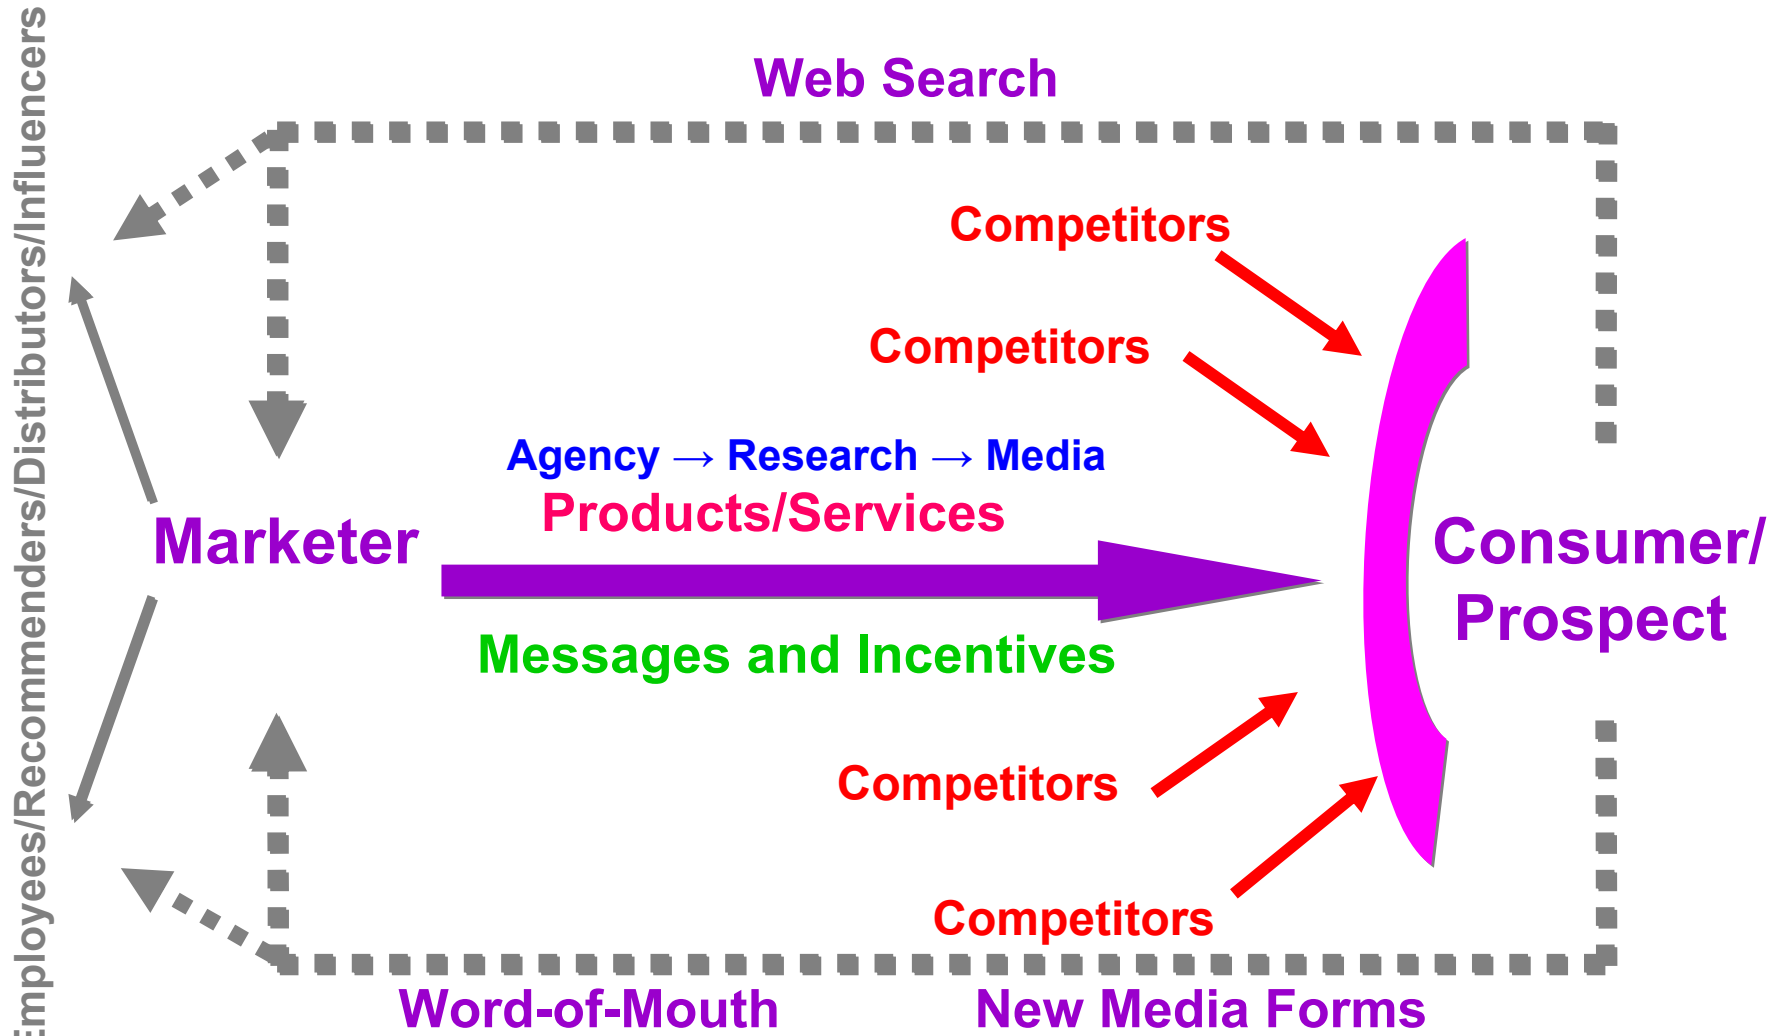 Employees/Recommenders/Distributors/Influencers
Web Search
Competitors
Competitors
Agency → Research → Media
Products/Services
Marketer
Consumer/
Prospect
Messages and Incentives
Competitors
Competitors
Word-of-Mouth
New Media Forms